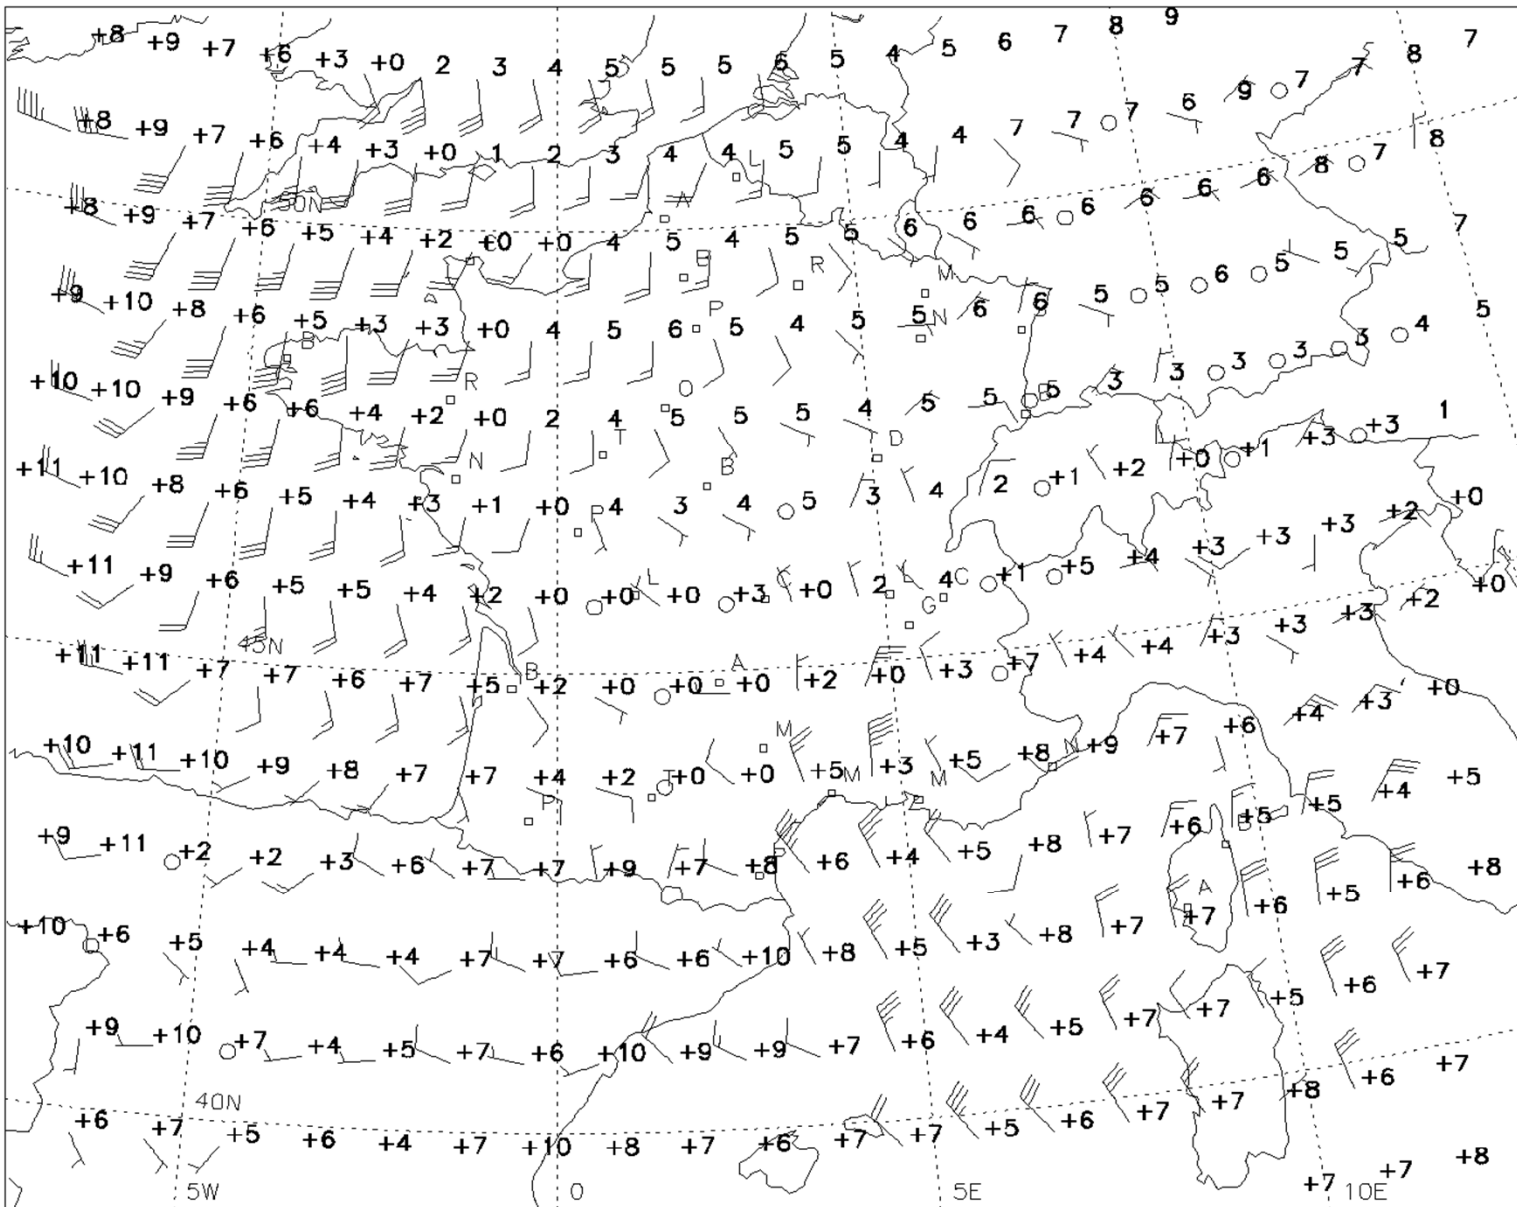 +8 +9 +7 +6 +3 +0 2 3 4 5 5 5 6 5 4 5 6 7 8 9
+8 +9 +7 +6 +4 +3 +0 1 2 3 4 4 5 5 4 4 7 7 7 6 9 7 7 8 7
L
50N A
+8 +9 +7 +6 +5 +4 +2 +0 +0 4 5 4 5 5 6 6 6 6 6 6 6 8 7 8
B R M
+9 +10 +8 +6 +5 +3 +3 +0 4 5 6 5 4 5 5 6 6 5 5 6 5 5 5 7
P N S
B
+10 +10 +9 +6 +6 +4 +2 +0 2 4 5 5 5 4 5 5 3 3 3 3 3 4 5
R O B
T D
+11 +10 +8 +6 +5 +4 +3 +1 +0 4 3 4 5 3 4 2 +1 +2 +0 +1 +3 +3 1
N B
P
+11 +9 +6 +5 +5 +4 +2 +0 +0 +0 +3 +0 2 4 +1 +5 +4 +3 +3 +3 +2 +0
L C L C
G
45N
+11 +11 +7 +7 +6 +7 +5 +2 +0 +0 +0 +2 +0 +3 +7 +4 +4 +3 +3 +3 +2 +0
B A
+10 +11 +10 +9 +8 +7 +7 +4 +2 +0 +0 +5 +3 +5 +8 +9 +7 +6 +4 +3 +0
M N
T M M
P
+9 +11 +2 +2 +3 +6 +7 +7 +9 +7 +8 +6 +4 +5 +8 +7 +6 +5 +5 +4 +5
P B
A
+10 +6 +5 +4 +4 +4 +7 +7 +6 +6 +10 +8 +5 +3 +8 +7 +7 +6 +5 +6 +8
+9 +10 +7 +4 +5 +7 +6 +10 +9 +9 +7 +6 +4 +5 +7 +7 +5 +6 +7
40N
+6 +7 +5 +6 +4 +7 +10 +8 +7 +6 +7 +7 +5 +6 +7 +7 +8 +6 +7
+7 +7 +8
5W 0 5E 10E